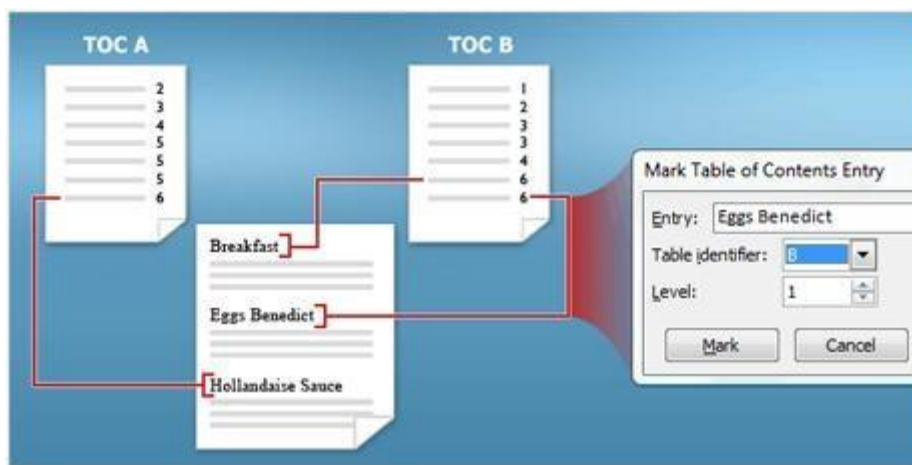 TOC A
2
3
4
5
5
5
6
TOC B
1
2
3
3
4
6
6
Breakfast
Eggs Benedict
Hollandaise Sauce
Mark Table of Contents Entry
Entry: Eggs Benedict
Table identifier: B
Level: 1
Mark Cancel